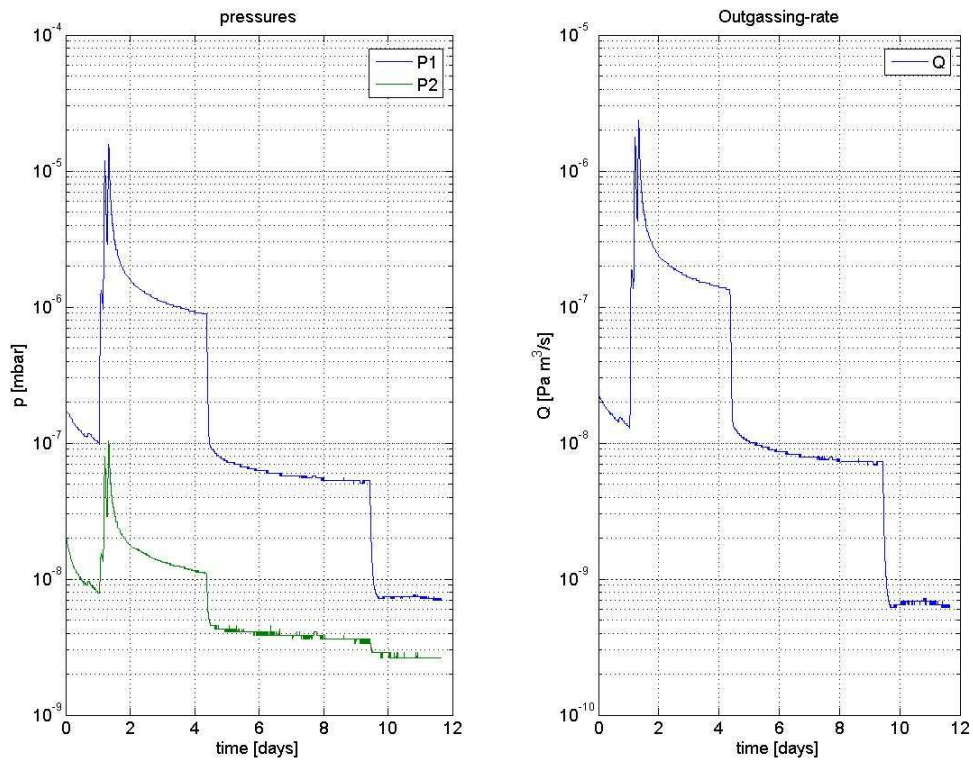 pressures
10^-4
10^-5
10^-6
10^-7
10^-8
10^-9
p [mbar]
P1
P2
0 2 4 6 8 10 12
time [days]
Outgassing-rate
10^-5
10^-6
10^-7
10^-8
10^-9
10^-10
Q [Pa m^3/s]
Q
0 2 4 6 8 10 12
time [days]